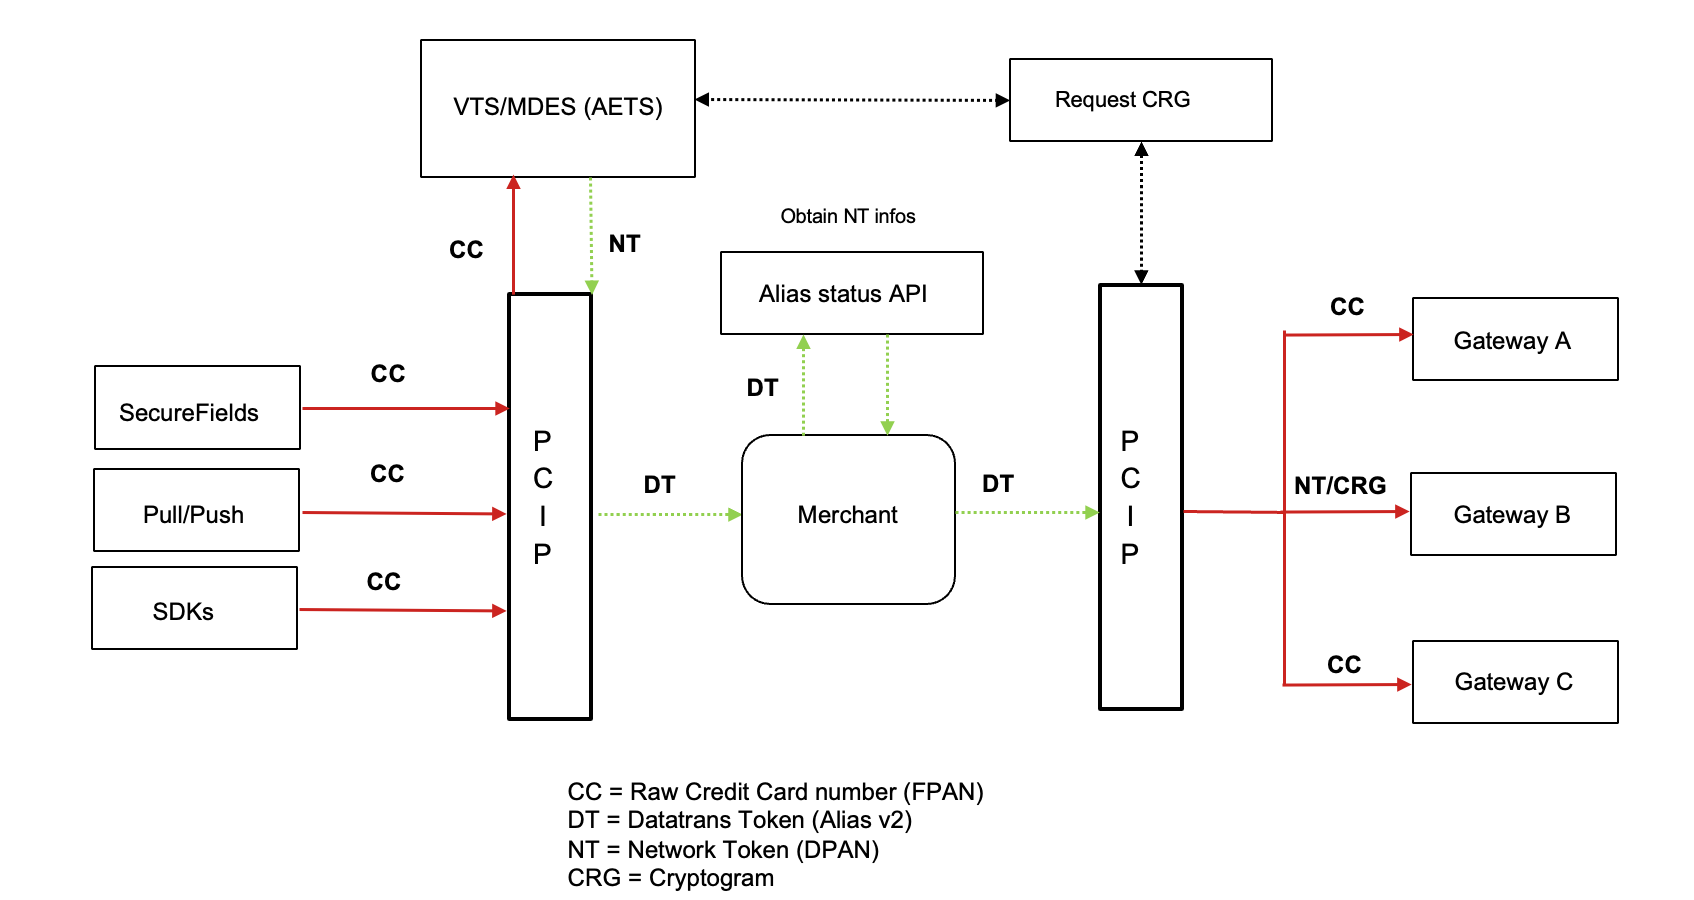 VTS/MDES (AETS)
Request CRG
Obtain NT infos
CC
NT
Alias status API
CC
Gateway A
CC
SecureFields
DT
P
C
I
P
P
C
I
P
CC
Pull/Push
DT
Merchant
DT
NT/CRG
Gateway B
CC
SDKs
CC
Gateway C
CC = Raw Credit Card number (FPAN)
DT = Datatrans Token (Alias v2)
NT = Network Token (DPAN)
CRG = Cryptogram